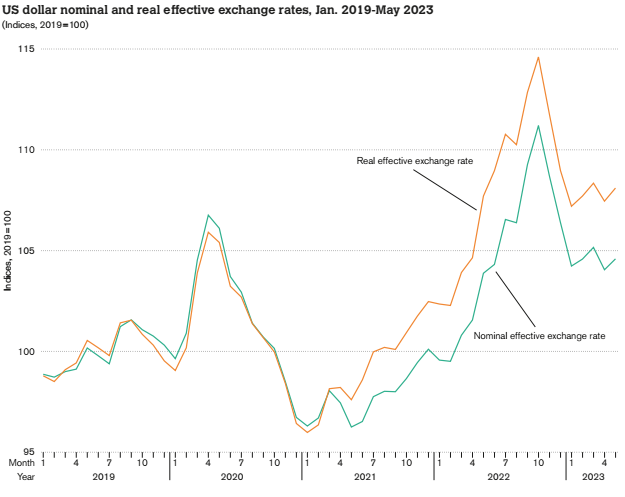 US dollar nominal and real effective exchange rates, Jan. 2019-May 2023
(Indices, 2019=100)
115
110
Real effective exchange rate
Indices, 2019=100
105
Nominal effective exchange rate
100
95
Month 1 4 7 10 1 4 7 10 1 4 7 10 1 4 7 10 1 4
Year 2019 2020 2021 2022 2023